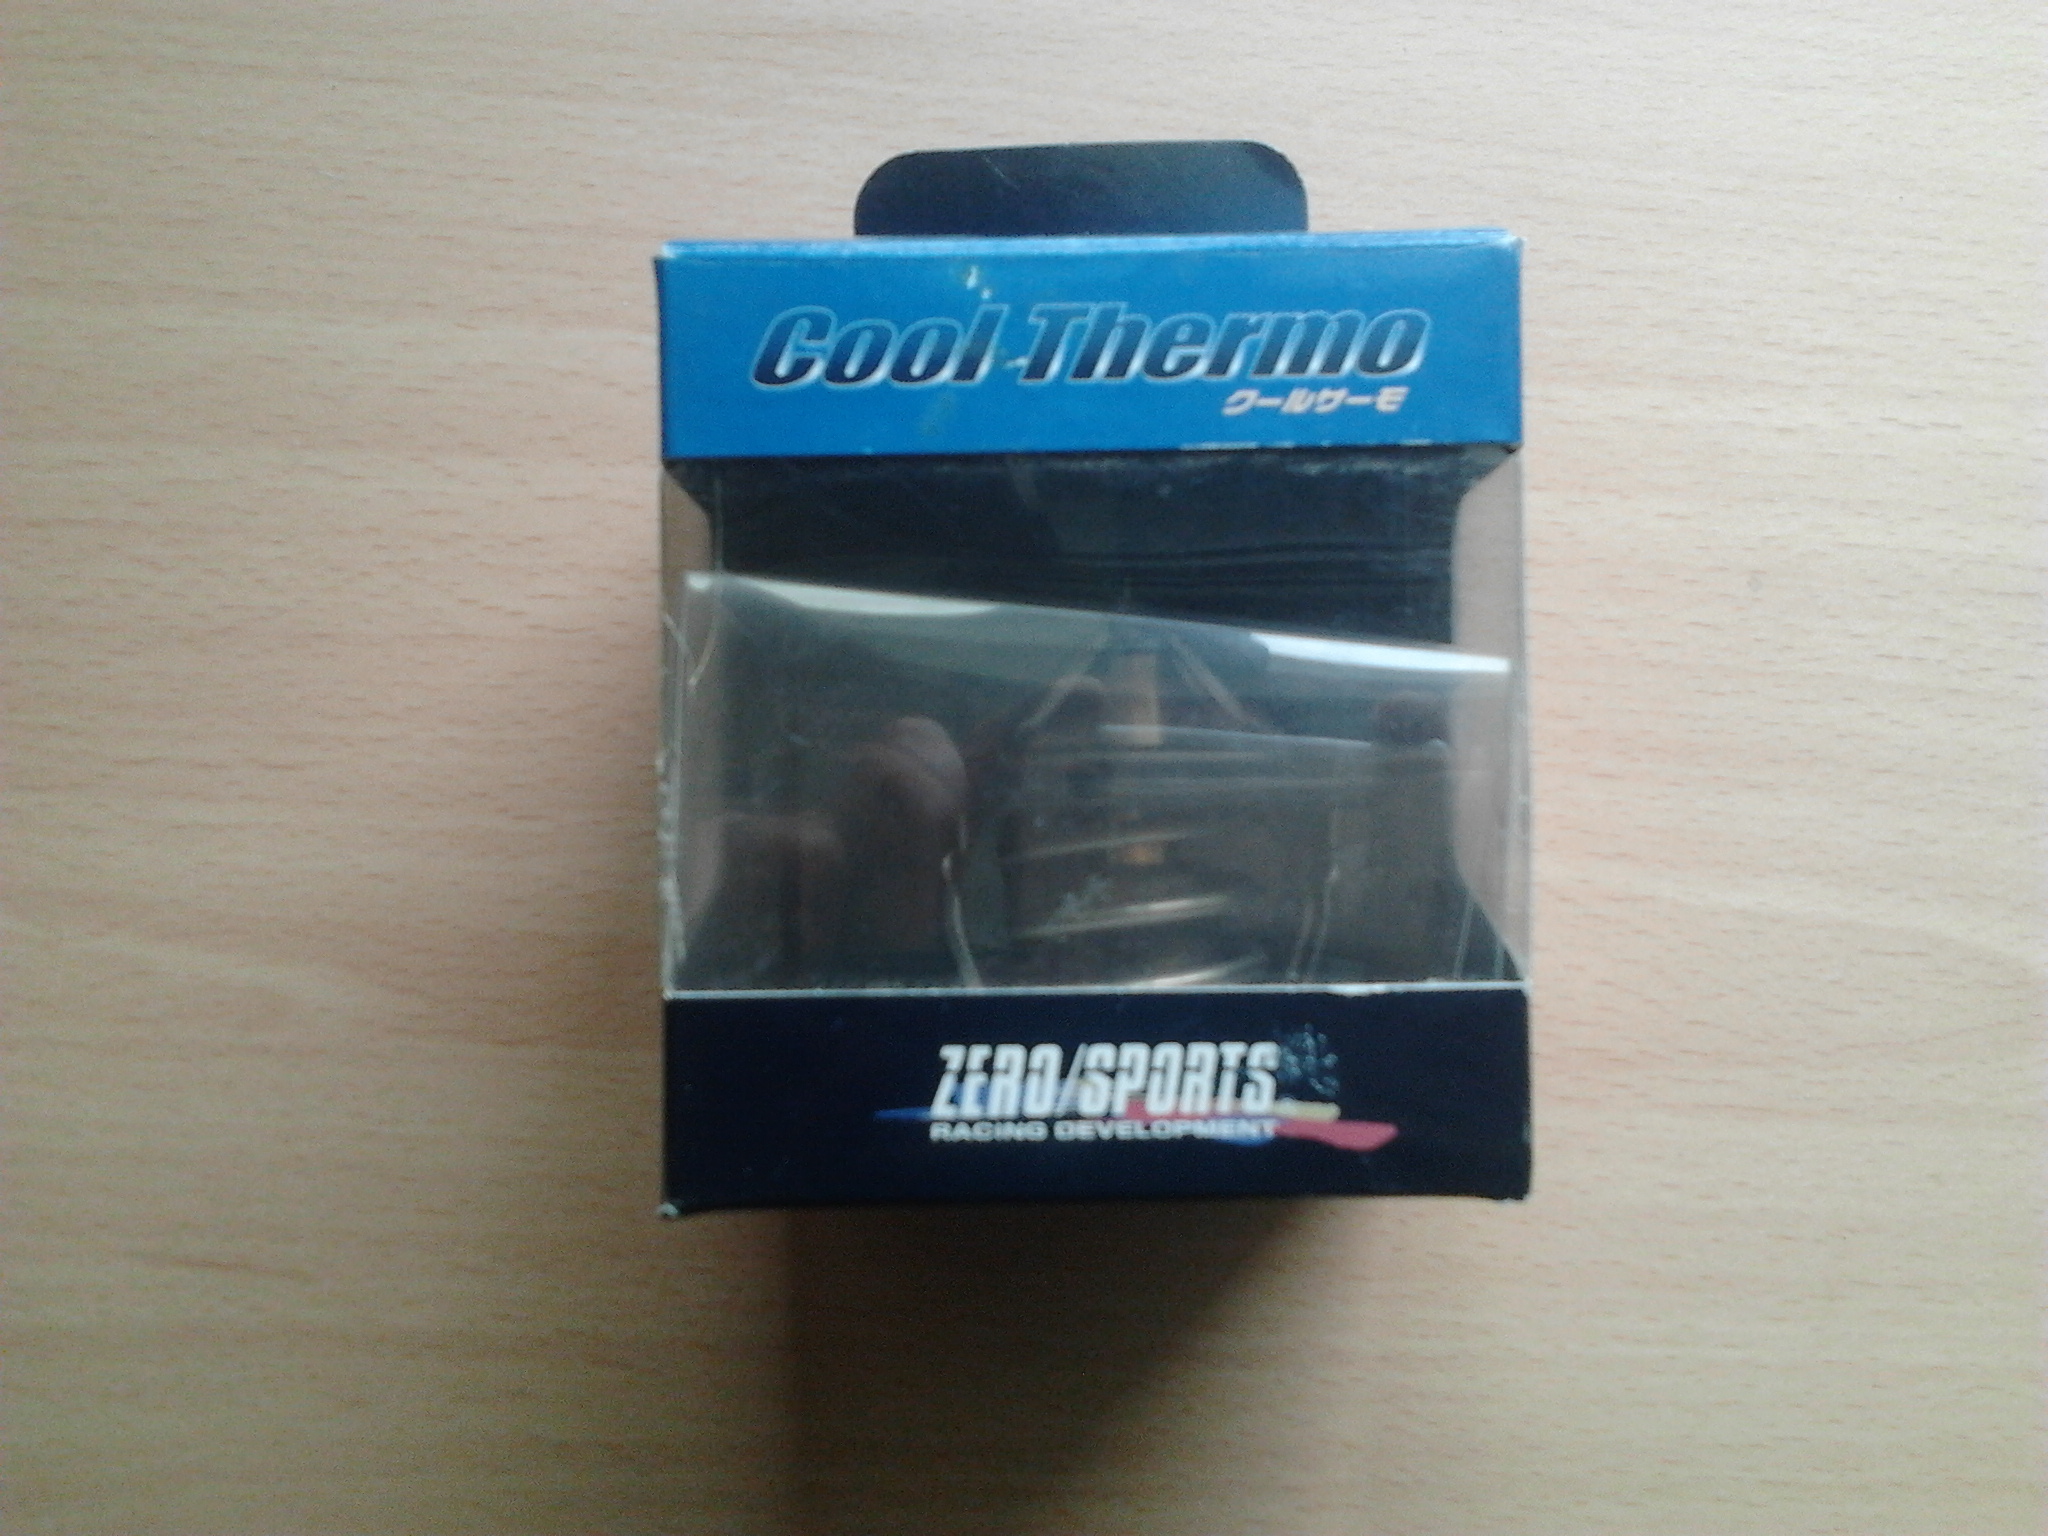 Cool Thermo
クールサーモ
ZERO/SPORTS
RACING DEVELOPMENT